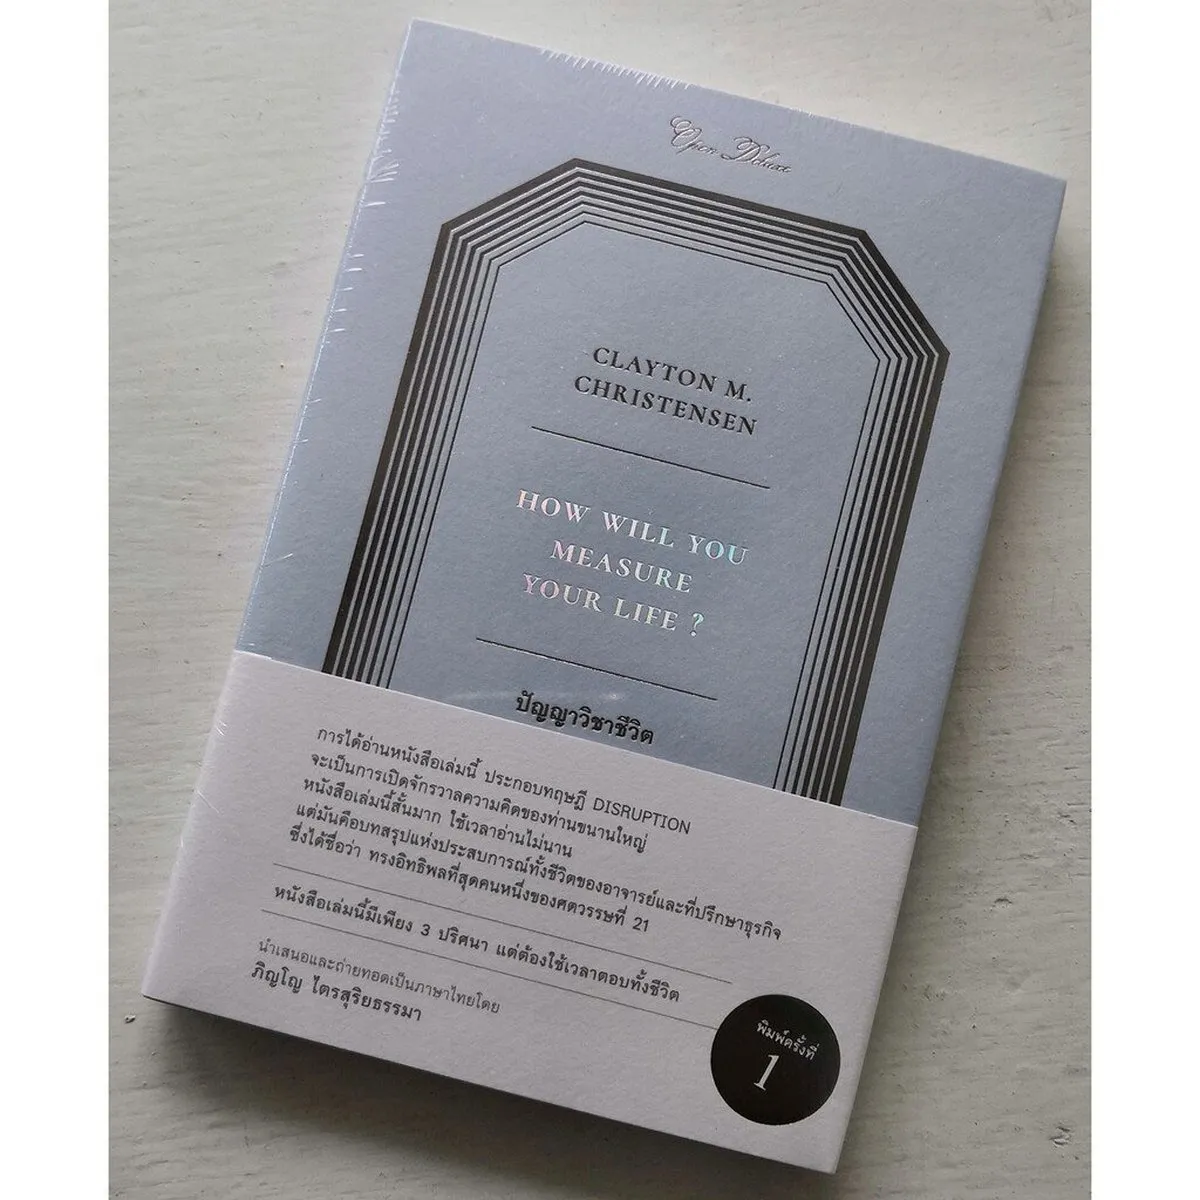 Open Deluxe
CLAYTON M.
CHRISTENSEN
HOW WILL YOU
MEASURE
YOUR LIFE ?
ปัญญาวิชาชีวิต
การได้อ่านหนังสือเล่มนี้ ประกอบทฤษฎี DISRUPTION
จะเป็นการเปิดจักรวาลความคิดของท่านขนานใหญ่
หนังสือเล่มนี้สั้นมาก ใช้เวลาอ่านไม่นาน
แต่มันคือบทสรุปแห่งประสบการณ์ทั้งชีวิตของอาจารย์และที่ปรึกษาธุรกิจ
ซึ่งได้ชื่อว่า ทรงอิทธิพลที่สุดคนหนึ่งของศตวรรษที่ 21
หนังสือเล่มนี้มีเพียง 3 ปริศนา แต่ต้องใช้เวลาตอบทั้งชีวิต
นำเสนอและถ่ายทอดเป็นภาษาไทยโดย
ภิญโญ ไตรสุริยธรรมา
พิมพ์ครั้งที่
1